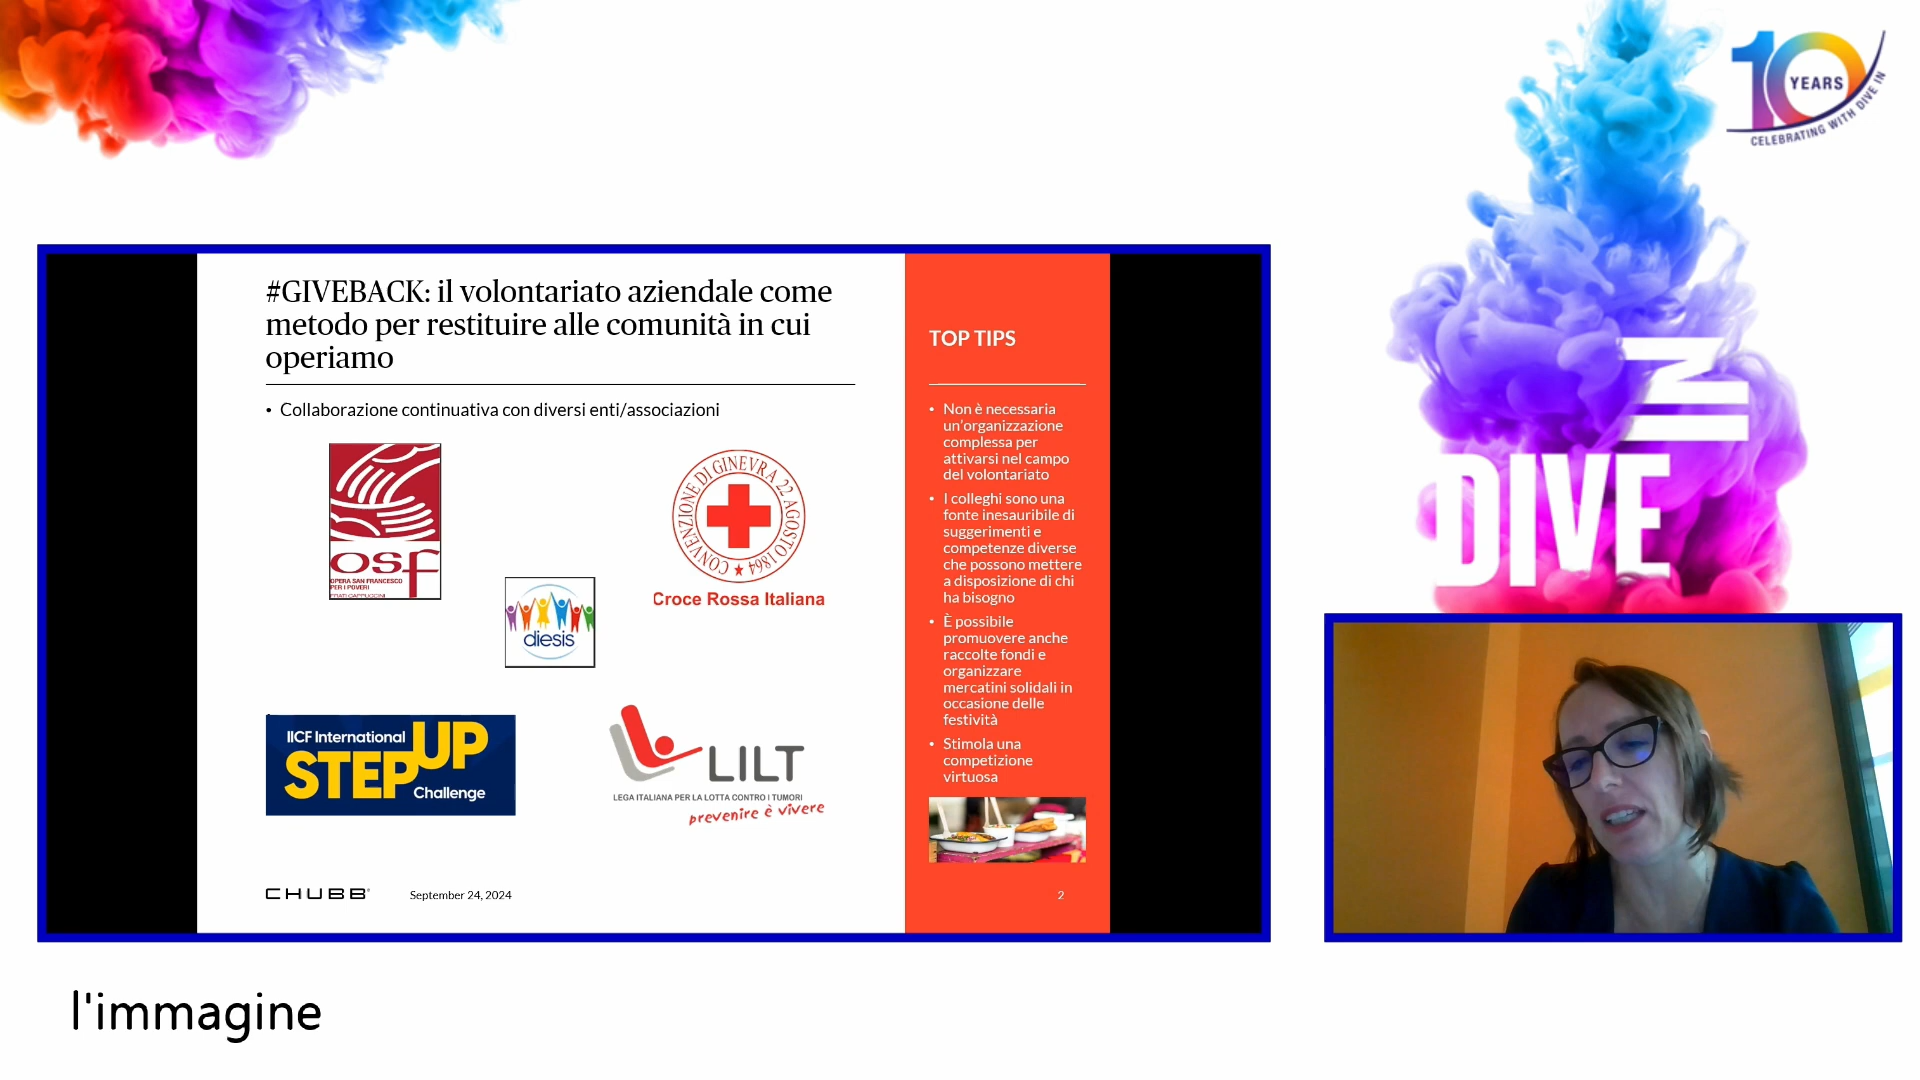 10 YEARS
CELEBRATING WITH DIVE IN
#GIVEBACK: il volontariato aziendale come
metodo per restituire alle comunità in cui
operiamo
• Collaborazione continuativa con diversi enti/associazioni
osf
OPERA SAN FRANCESCO
PER I POVERI
FRATI CAPPUCCINI
CONVENZIONE DI GINEVRA 22 AGOSTO 1864
Croce Rossa Italiana
diesis
IICF International
STEP UP
Challenge
LILT
LEGA ITALIANA PER LA LOTTA CONTRO I TUMORI
prevenire è vivere
CHUBB®
September 24, 2024
TOP TIPS
• Non è necessaria
un'organizzazione
complessa per
attivarsi nel campo
del volontariato
• I colleghi sono una
fonte inesauribile di
suggerimenti e
competenze diverse
che possono mettere
a disposizione di chi
ha bisogno
• È possibile
promuovere anche
raccolte fondi e
organizzare
mercatini solidali in
occasione delle
festività
• Stimola una
competizione
virtuosa
2
DIVE IN
l'immagine